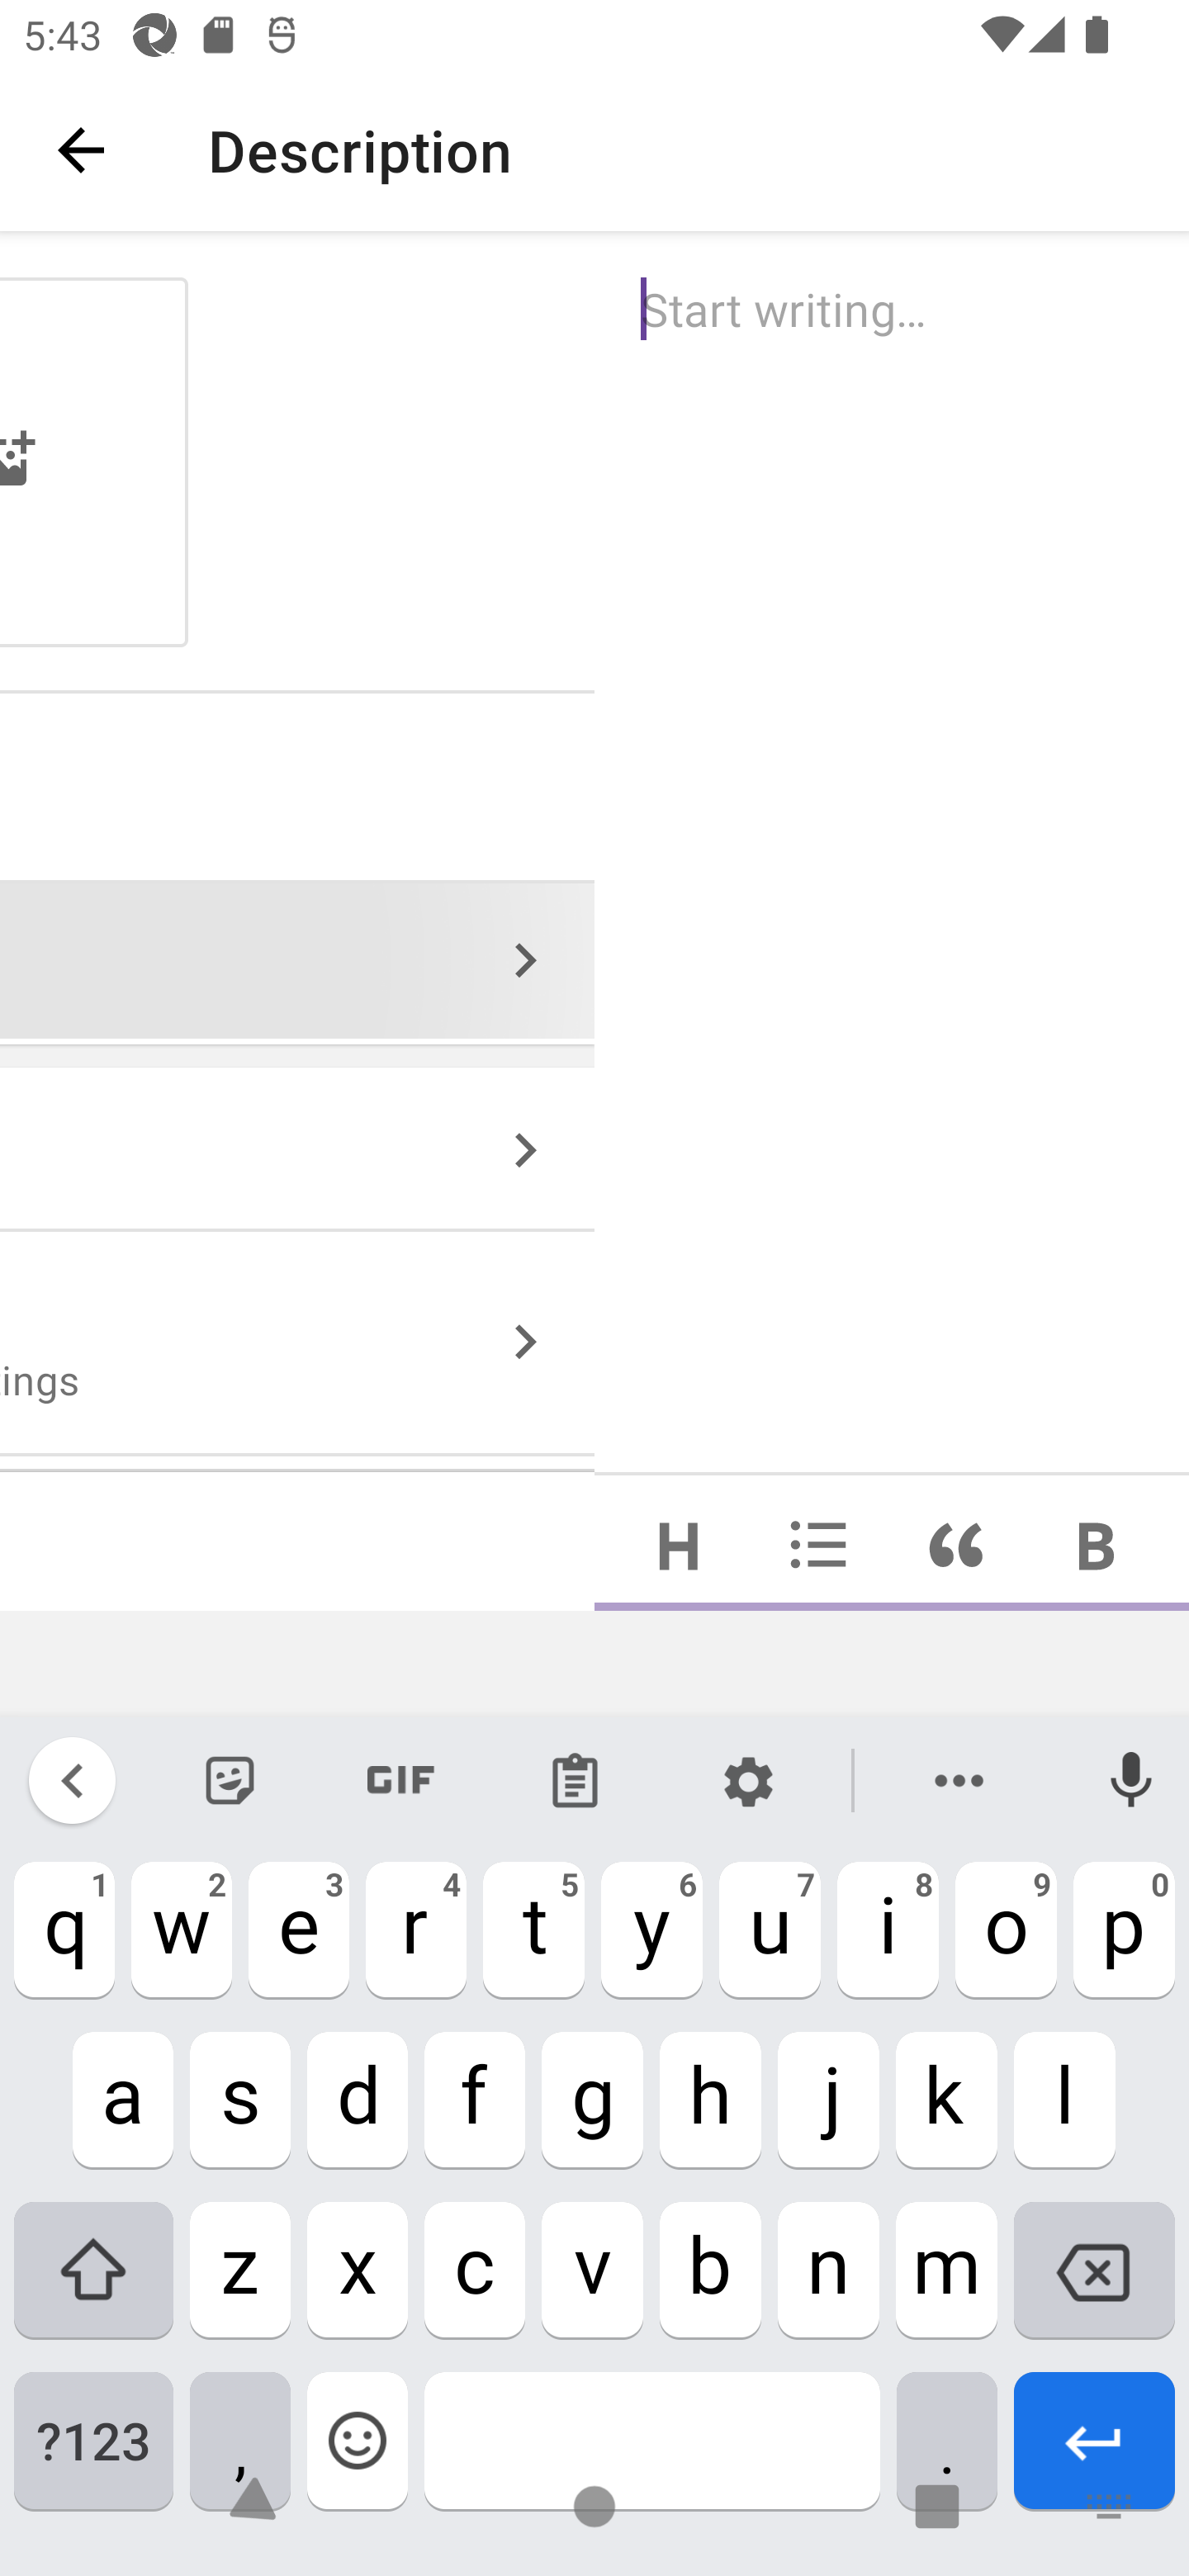 5:43
Description
Start writing…
ings
H B
GIF
q1 w2 e3 r4 t5 y6 u7 i8 o9 p0
a s d f g h j k l
z x c v b n m
?123 , .